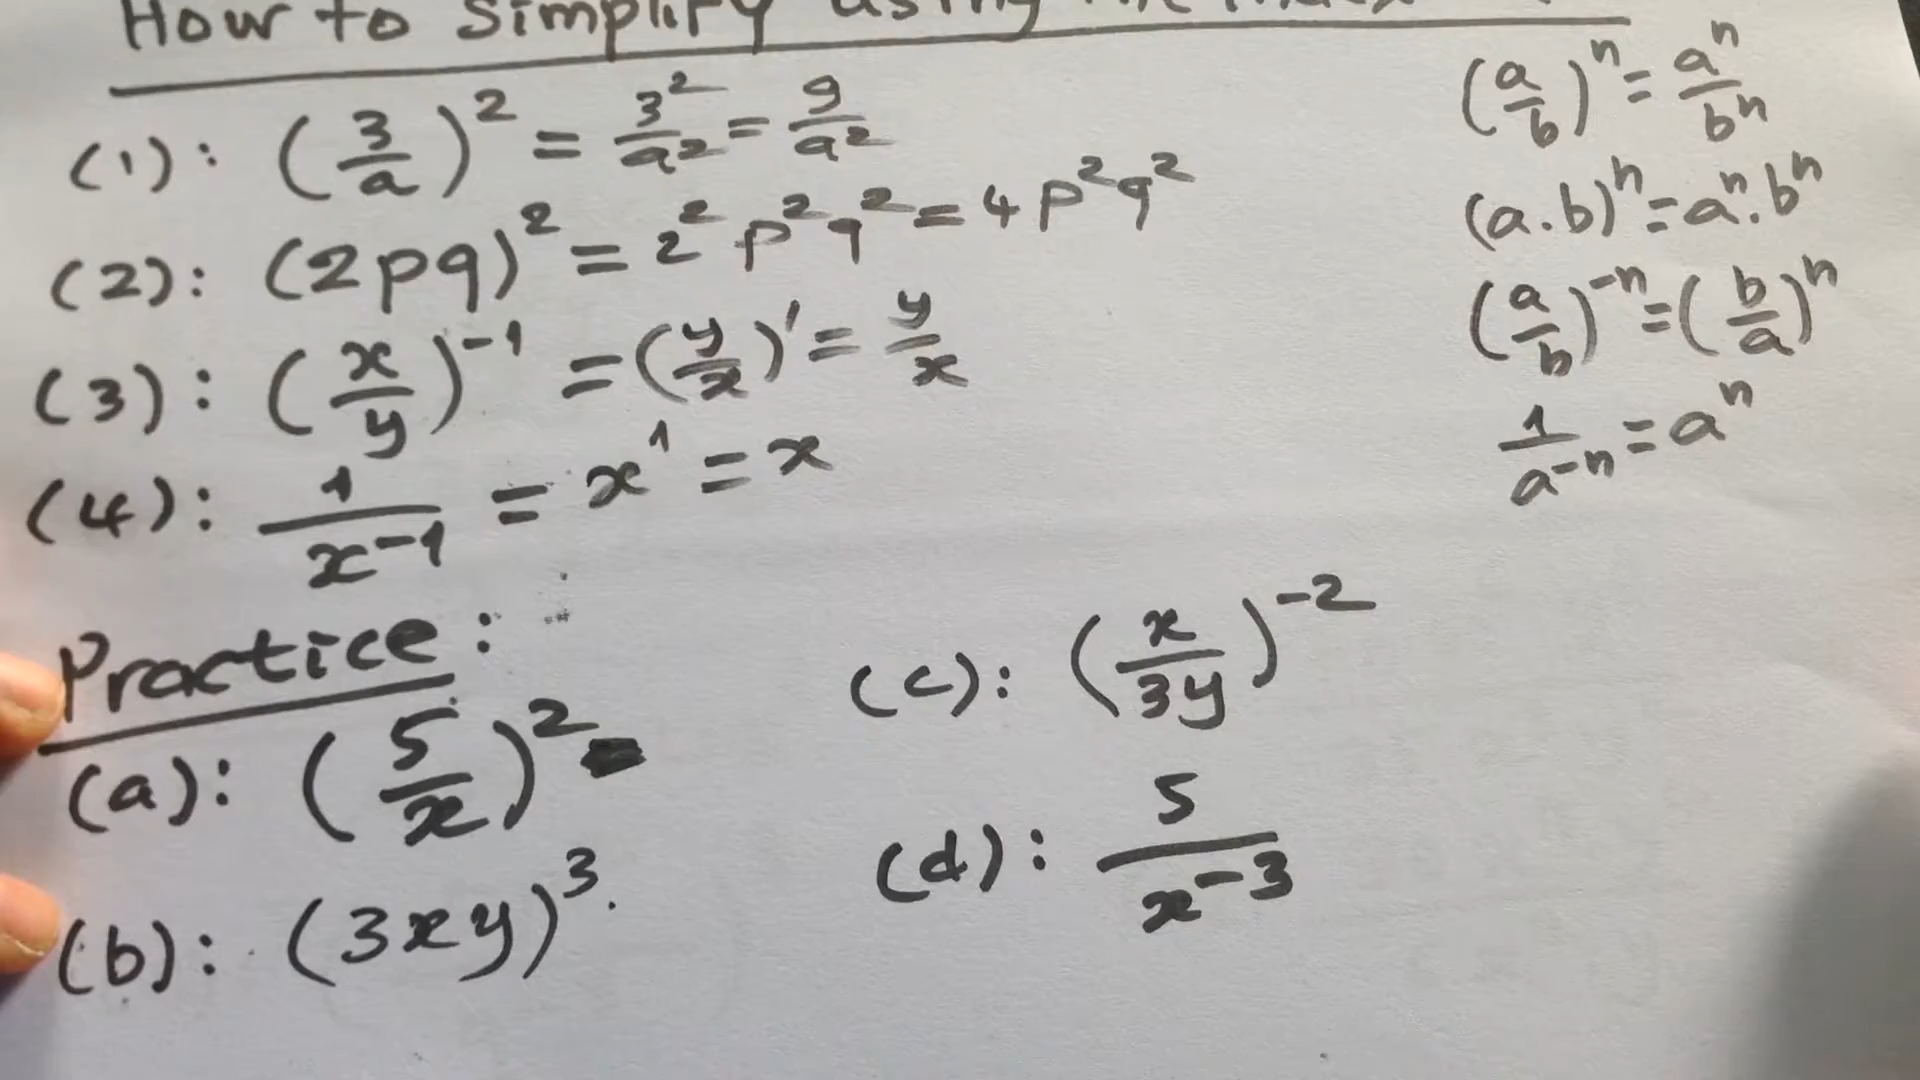 How to Simplify using
(1): (3/a)² = 3²/a² = 9/a²
(a/b)ⁿ = aⁿ/bⁿ
(2): (2pq)² = 2²p²q² = 4p²q²
(a.b)ⁿ = aⁿ.bⁿ
(3): (x/y)⁻¹ = (y/x)¹ = y/x
(a/b)⁻ⁿ = (b/a)ⁿ
(4): 1/x⁻¹ = x¹ = x
1/a⁻ⁿ = aⁿ
Practice:
(a): (5/x)²
(b): (3xy)³.
(c): (x/3y)⁻²
(d): 5/x⁻³